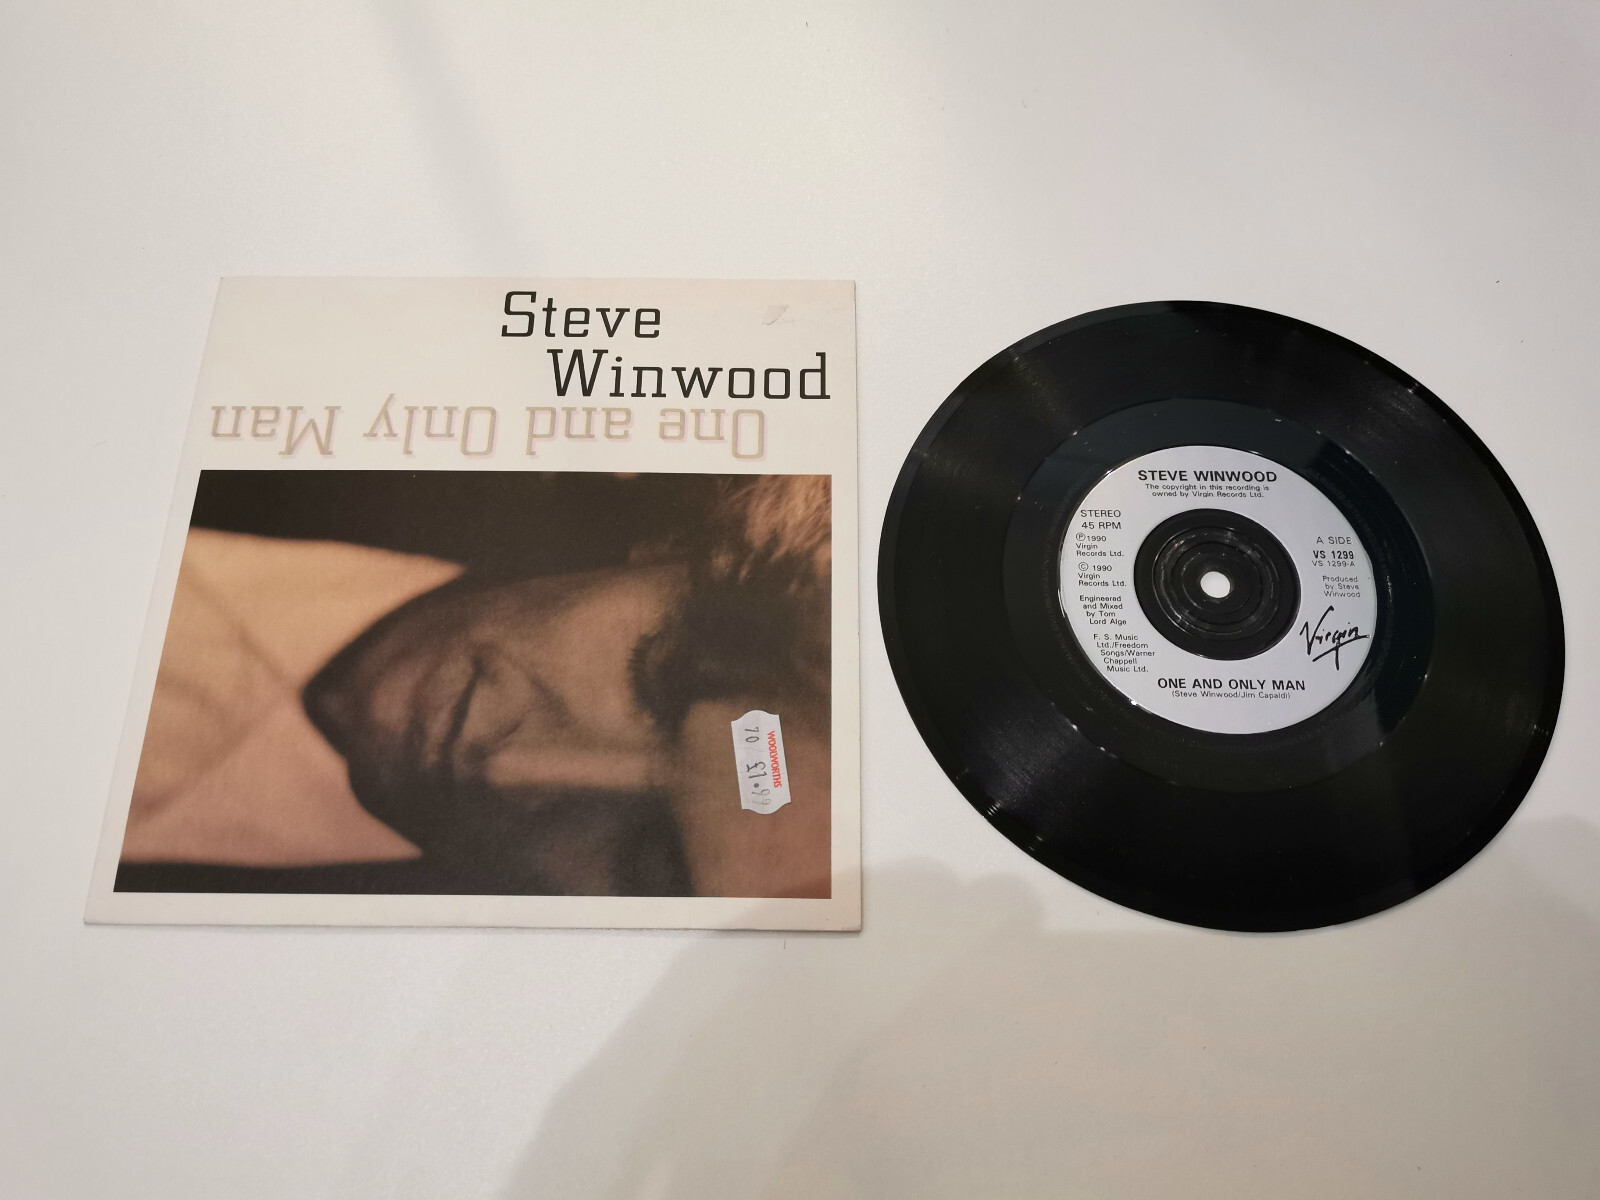 Steve
Winwood
One and Only Man
WOOLWORTHS
70/ £1.99
STEVE WINWOOD
The copyright in this recording is
owned by Virgin Records Ltd.
STEREO
45 RPM
Ⓟ1990
Virgin
Records Ltd.
© 1990
Virgin
Records Ltd.
Engineered
and Mixed
by Tom
Lord Alge
F. S. Music
Ltd./Freedom
Songs/Warner
Chappell
Music Ltd.
A SIDE
VS 1299
VS 1299-A
Produced
by Steve
Winwood
Virgin
ONE AND ONLY MAN
(Steve Winwood/Jim Capaldi)